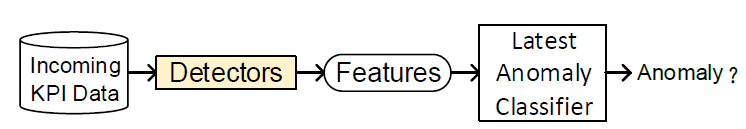 Incoming
KPI Data
Detectors
Features
Latest
Anomaly
Classifier
Anomaly ?